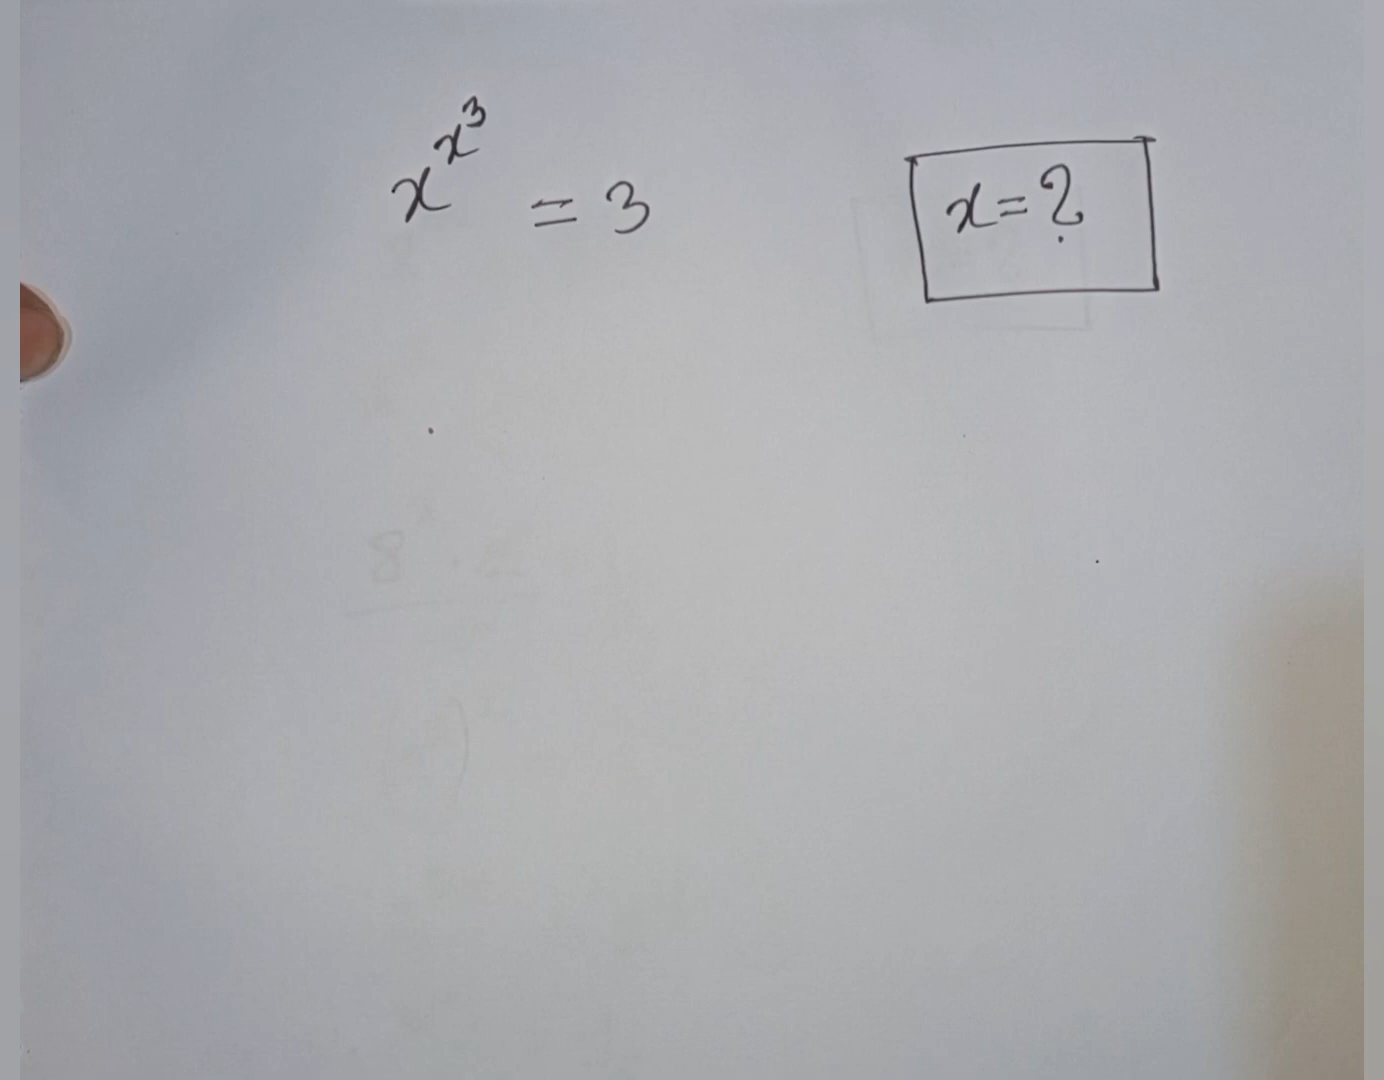 x^{x^3} = 3
x = ?